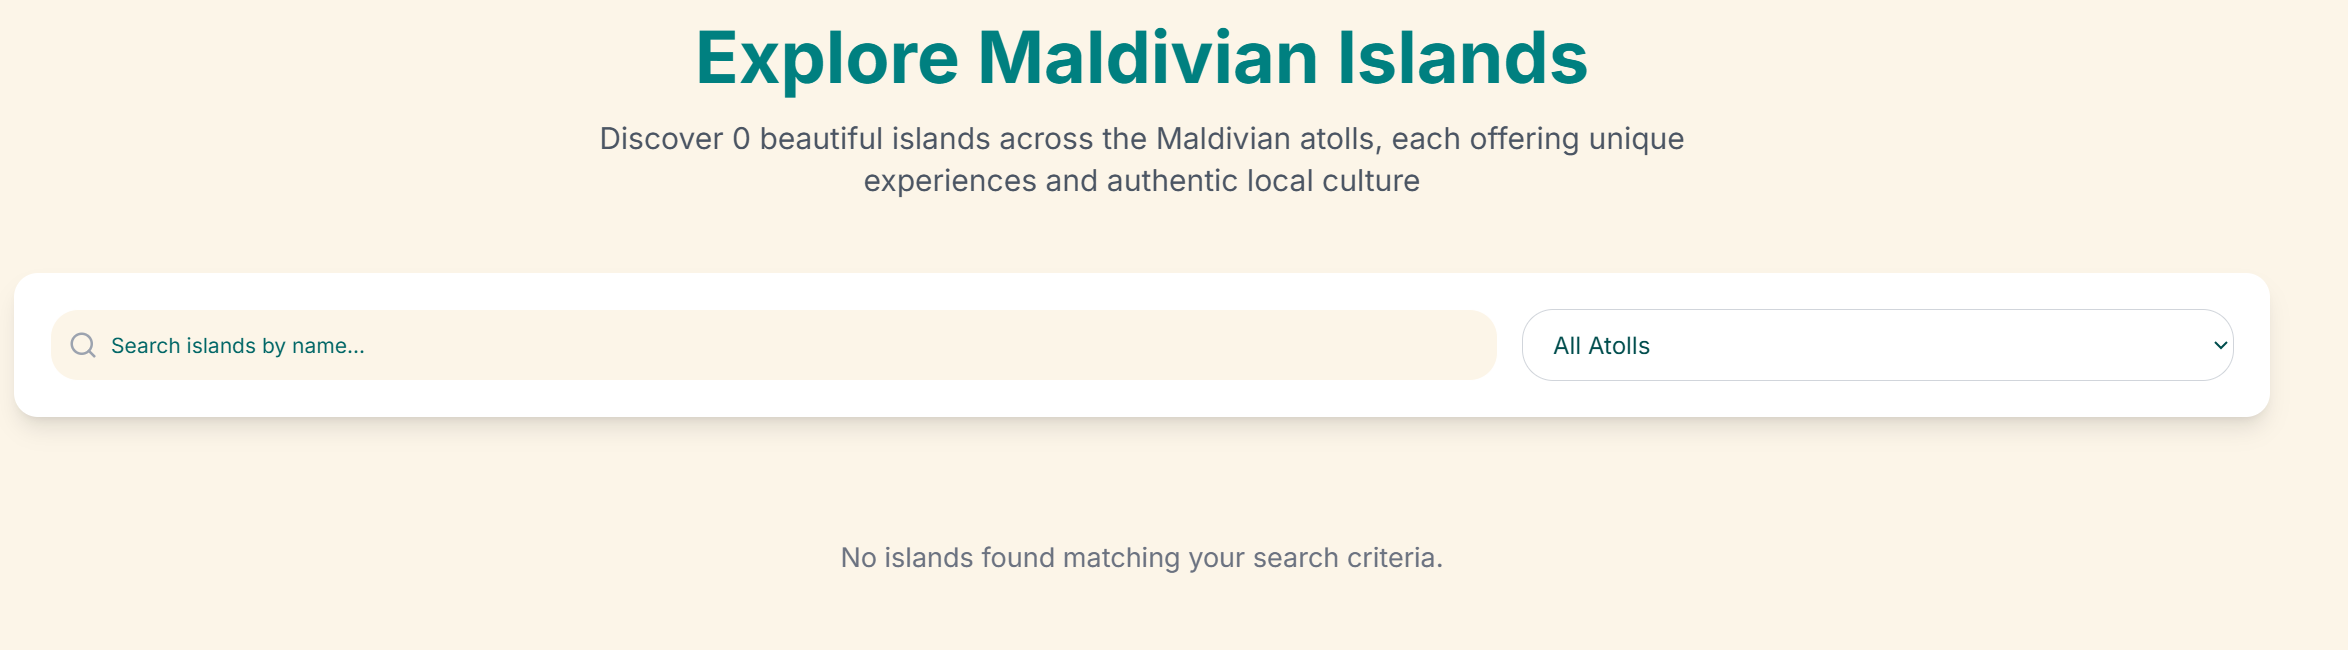 Explore Maldivian Islands
Discover 0 beautiful islands across the Maldivian atolls, each offering unique
experiences and authentic local culture
Search islands by name...
All Atolls
No islands found matching your search criteria.